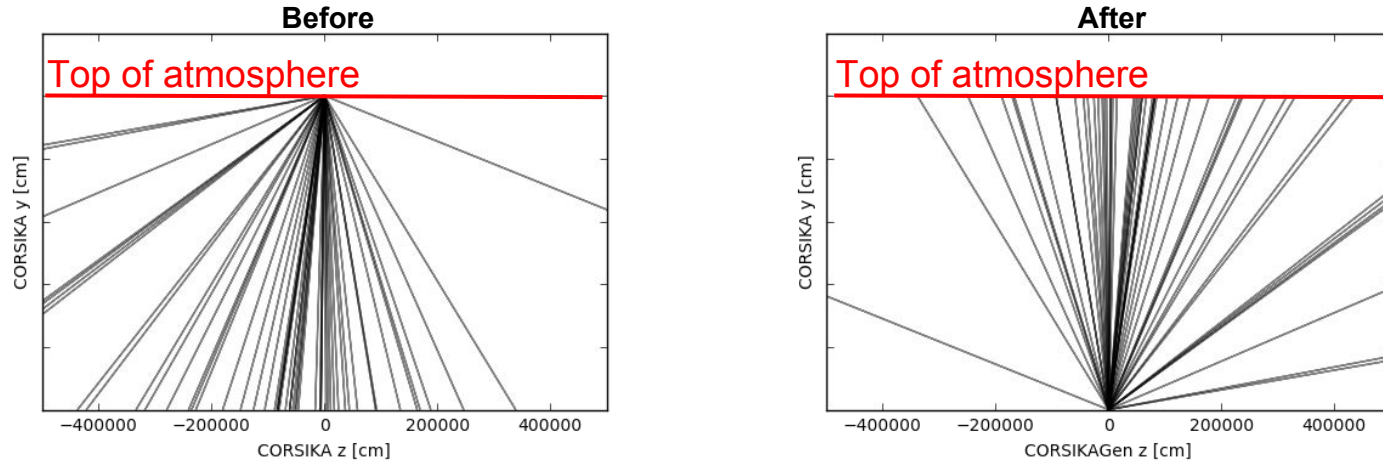 Before
Top of atmosphere
CORSIKA y [cm]
−400000 −200000 0 200000 400000
CORSIKA z [cm]
After
Top of atmosphere
CORSIKA y [cm]
−400000 −200000 0 200000 400000
CORSIKAGen z [cm]